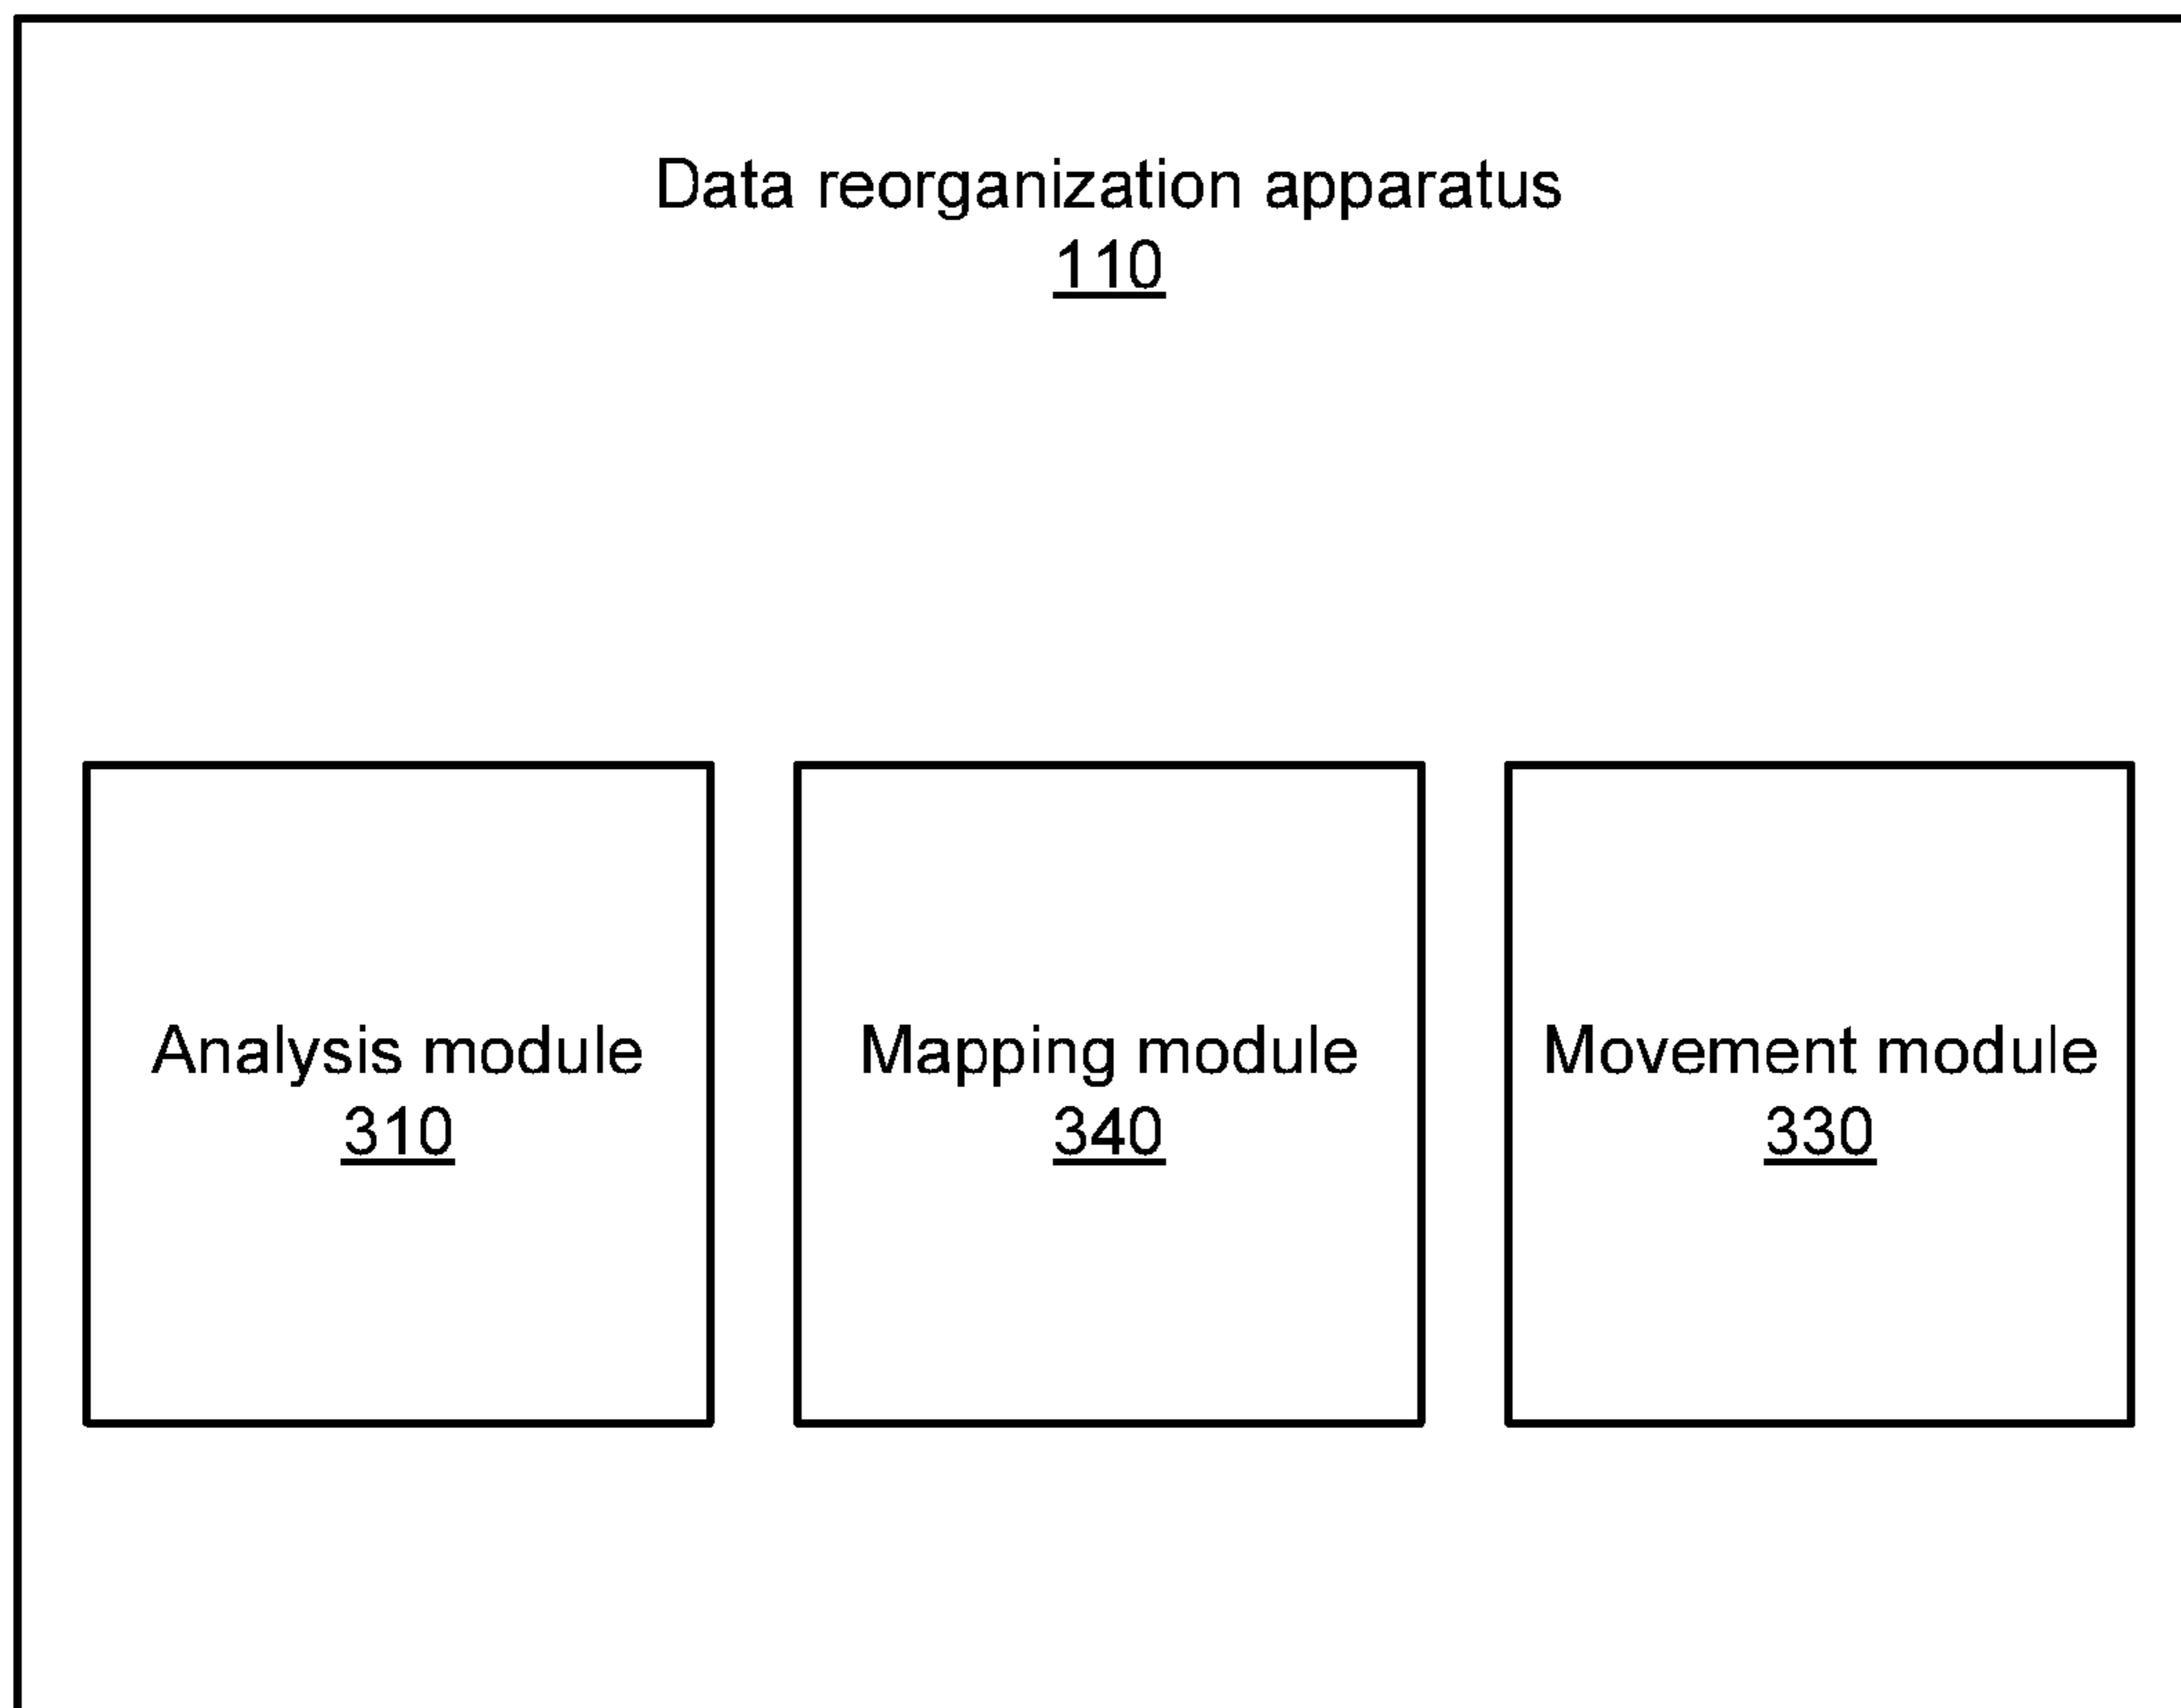 Data reorganization apparatus
110
Analysis module
310
Mapping module
340
Movement module
330